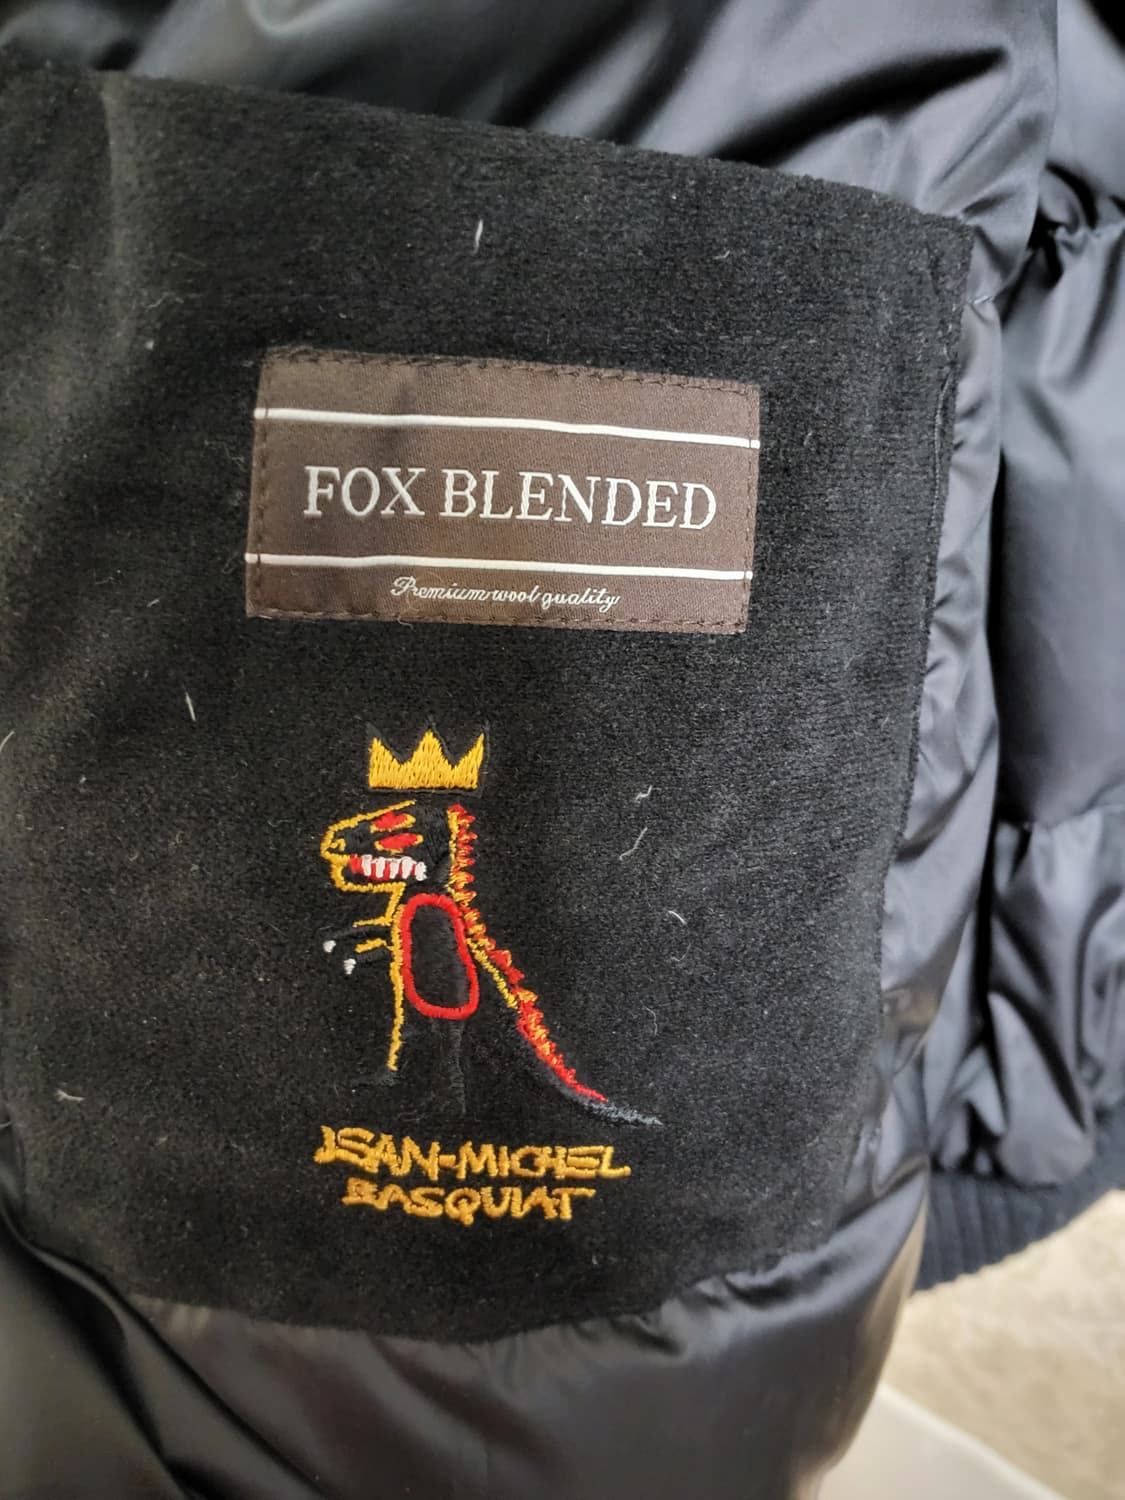 FOX BLENDED
Premium wool quality
JEAN-MICHEL
BASQUIAT